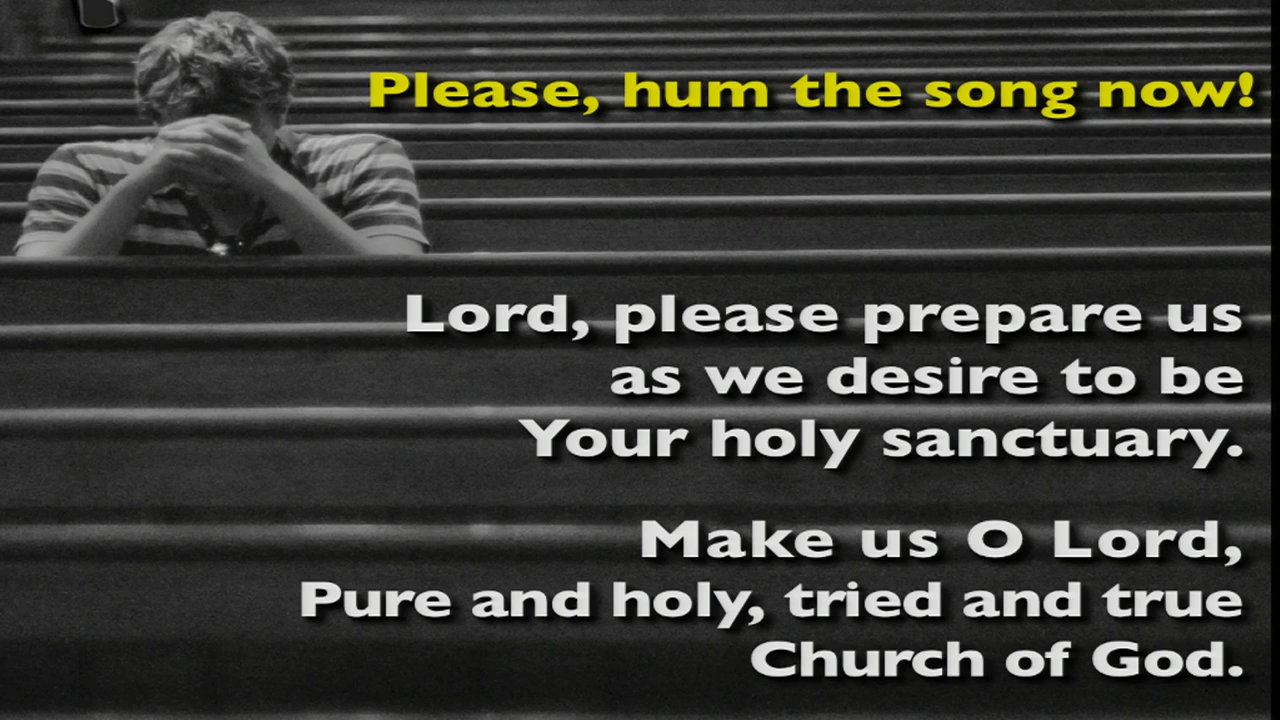 Please, hum the song now!
Lord, please prepare us
as we desire to be
Your holy sanctuary.
Make us O Lord,
Pure and holy, tried and true
Church of God.